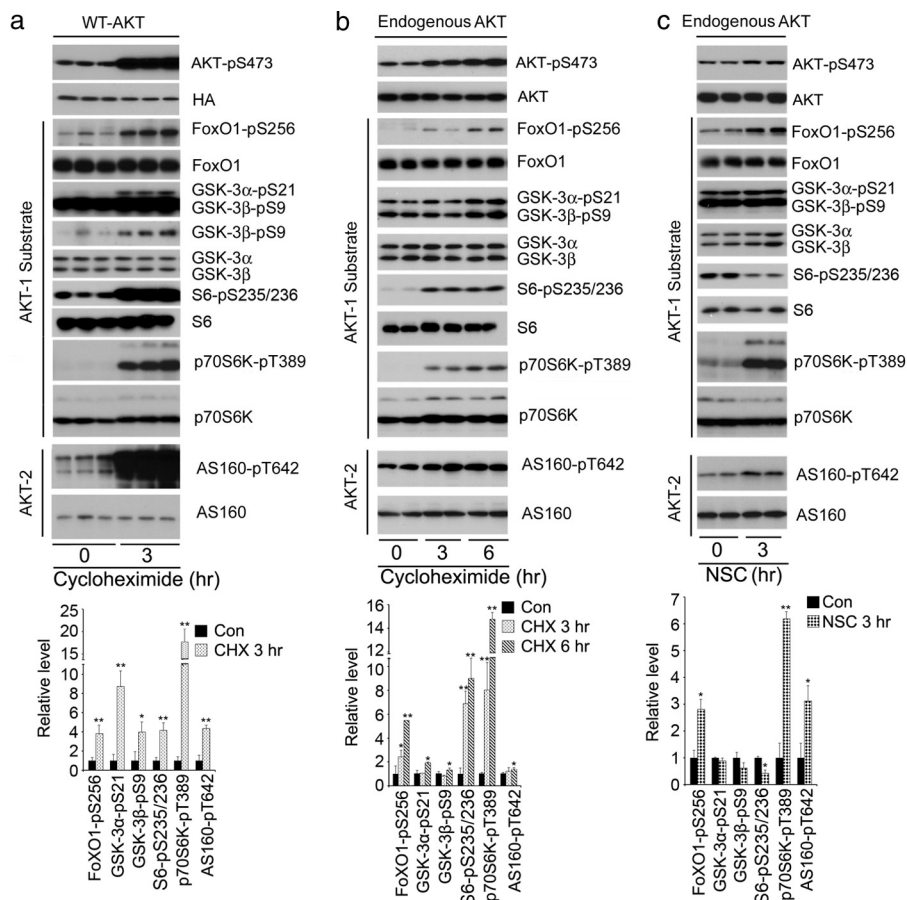 a
WT-AKT
AKT-pS473
HA
AKT-1 Substrate
FoxO1-pS256
FoxO1
GSK-3α-pS21
GSK-3β-pS9
GSK-3β-pS9
GSK-3α
GSK-3β
S6-pS235/236
S6
p70S6K-pT389
p70S6K
AKT-2
AS160-pT642
AS160
0 3
Cycloheximide (hr)
Relative level
25
20
15
10
8
6
4
2
0
Con
CHX 3 hr
** ** * ** ** **
FoXO1-pS256
GSK-3α-pS21
GSK-3β-pS9
S6-pS235/236
p70S6K-pT389
AS160-pT642
b
Endogenous AKT
AKT-pS473
AKT
AKT-1 Substrate
FoxO1-pS256
FoxO1
GSK-3α-pS21
GSK-3β-pS9
GSK-3α
GSK-3β
S6-pS235/236
S6
p70S6K-pT389
p70S6K
AKT-2
AS160-pT642
AS160
0 3 6
Cycloheximide (hr)
Relative level
16
14
12
10
8
6
4
2
0
Con
CHX 3 hr
CHX 6 hr
* ** * * ** ** ** ** *
FoXO1-pS256
GSK-3α-pS21
GSK-3β-pS9
S6-pS235/236
p70S6K-pT389
AS160-pT642
c
Endogenous AKT
AKT-pS473
AKT
AKT-1 Substrate
FoxO1-pS256
FoxO1
GSK-3α-pS21
GSK-3β-pS9
GSK-3α
GSK-3β
S6-pS235/236
S6
p70S6K-pT389
p70S6K
AKT-2
AS160-pT642
AS160
0 3
NSC (hr)
Relative level
7
6
5
4
3
2
1
0
Con
NSC 3 hr
* * ** *
FoXO1-pS256
GSK-3α-pS21
GSK-3β-pS9
S6-pS235/236
p70S6K-pT389
AS160-pT642